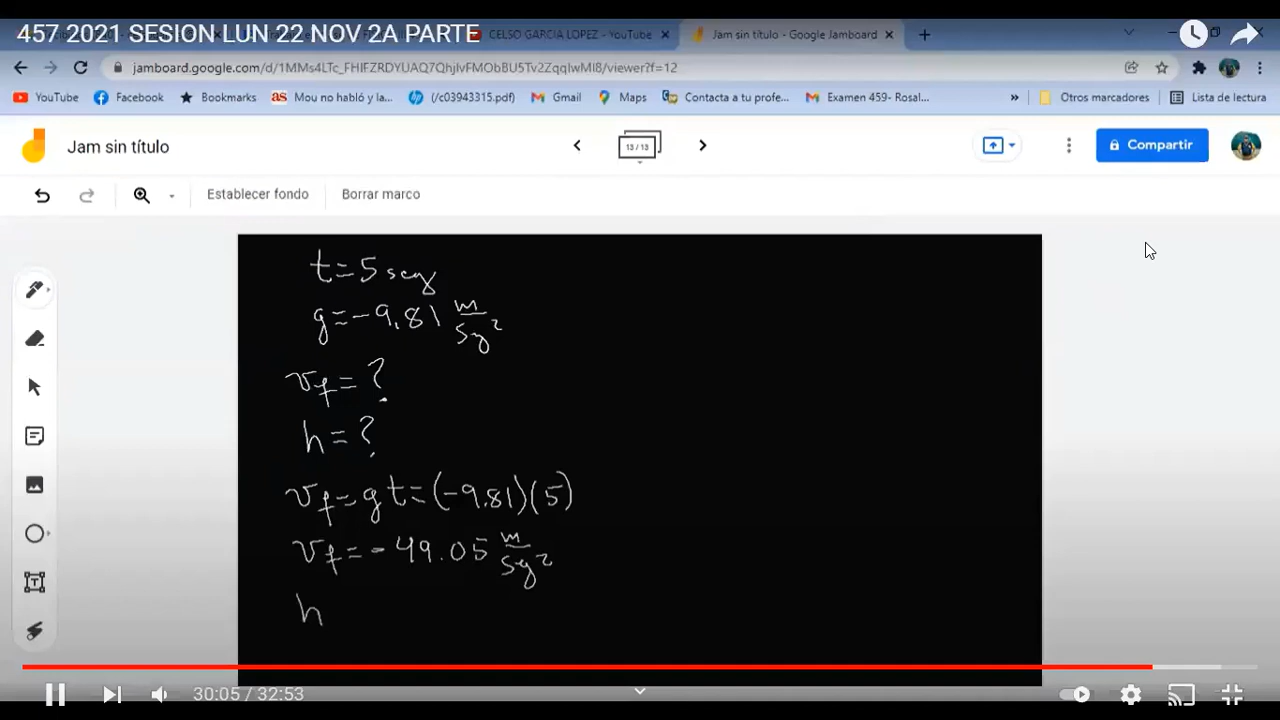 457 2021 SESION LUN 22 NOV 2A PARTE
CELSO GARCIA LOPEZ - YouTube
Jam sin título - Google Jamboard
jamboard.google.com/d/1MMs4LTc_FHIFZRDYUAQ7QhjIvFMObBU5Tv2ZqqIwMI8/viewer?f=12
YouTube
Facebook
Bookmarks
as Mou no habló y la...
(/c03943315.pdf)
Gmail
Maps
Contacta a tu profe...
Examen 459- Rosal...
»
Otros marcadores
Lista de lectura
Jam sin título
13 / 13
Compartir
Establecer fondo
Borrar marco
t = 5 seg
g = -9.81 m/sg²
vf = ?
h = ?
vf = gt = (-9.81)(5)
vf = -49.05 m/sg²
h
30:05 / 32:53